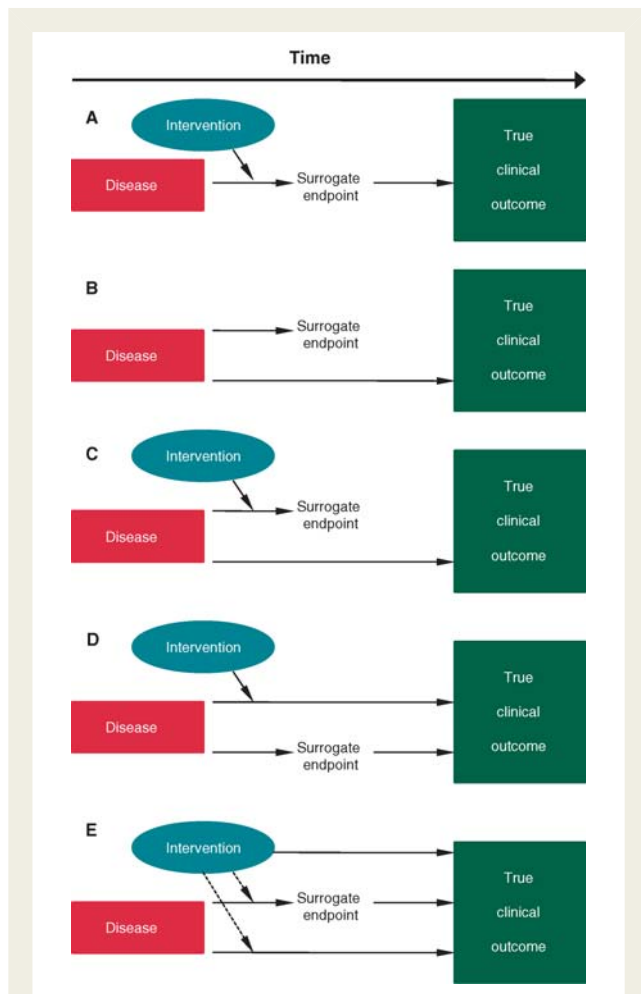 Time
A
Intervention
Disease
Surrogate
endpoint
True
clinical
outcome
B
Disease
Surrogate
endpoint
True
clinical
outcome
C
Intervention
Disease
Surrogate
endpoint
True
clinical
outcome
D
Intervention
Disease
Surrogate
endpoint
True
clinical
outcome
E
Intervention
Disease
Surrogate
endpoint
True
clinical
outcome